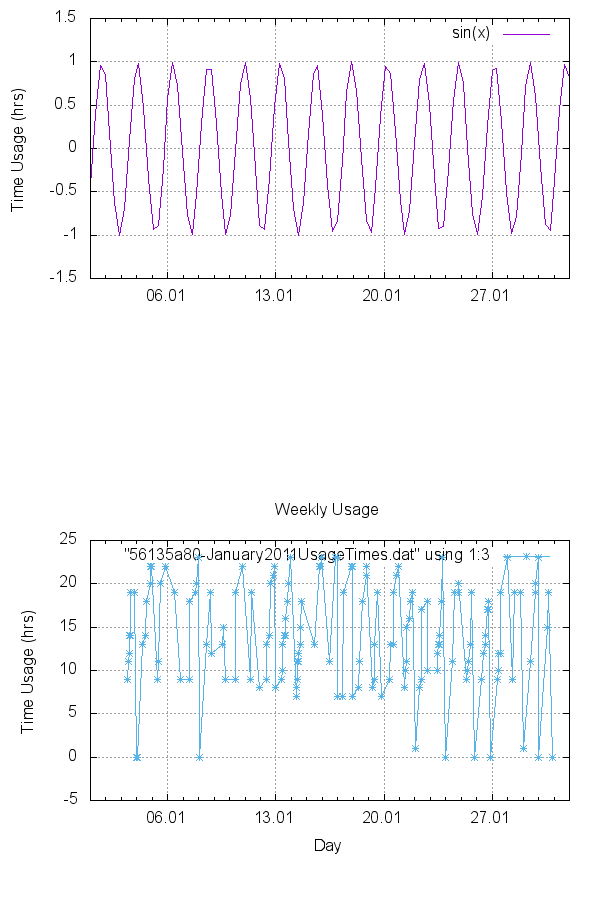 1.5
sin(x)
1
0.5
0
-0.5
-1
-1.5
Time Usage (hrs)
06.01 13.01 20.01 27.01
Weekly Usage
25
"56135a80-January2011UsageTimes.dat" using 1:3
20
15
10
5
0
-5
Time Usage (hrs)
06.01 13.01 20.01 27.01
Day